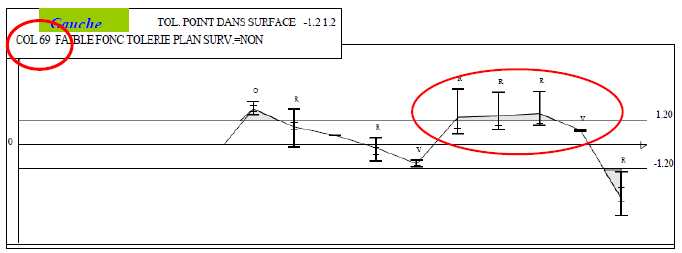 Gauche TOL. POINT DANS SURFACE -1.2 1.2
COL 69 FAIBLE FONC TOLERIE PLAN SURV.=NON
O R R V R R R V R
1.20
0
-1.20